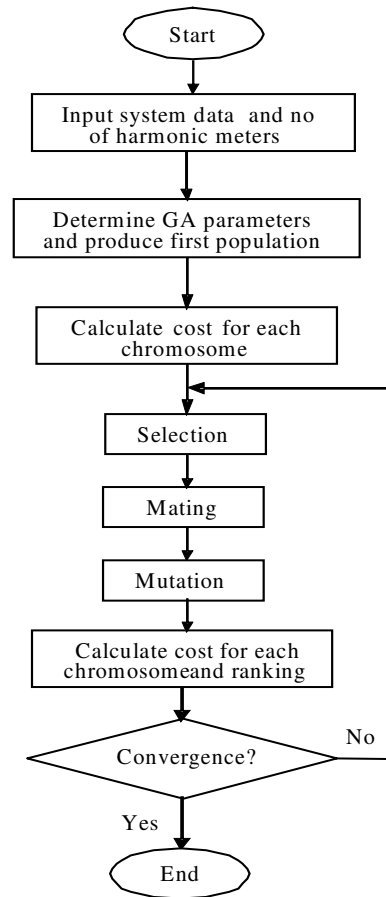 Start
Input system data and no
of harmonic meters
Determine GA parameters
and produce first population
Calculate cost for each
chromosome
Selection
Mating
Mutation
Calculate cost for each
chromosomeand ranking
Convergence?
No
Yes
End